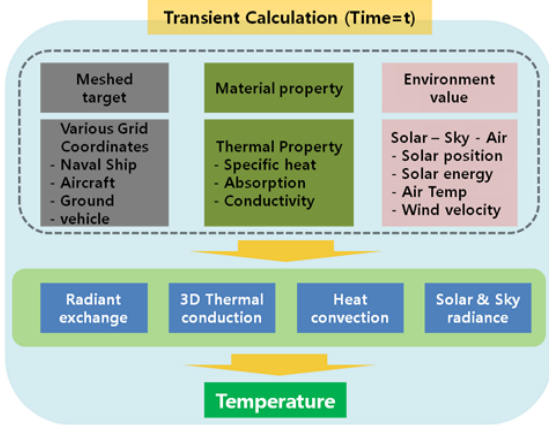 Transient Calculation (Time=t)
Meshed
target
Material property
Environment
value
Various Grid
Coordinates
- Naval Ship
- Aircraft
- Ground
- vehicle
Thermal Property
- Specific heat
- Absorption
- Conductivity
Solar – Sky - Air
- Solar position
- Solar energy
- Air Temp
- Wind velocity
Radiant
exchange
3D Thermal
conduction
Heat
convection
Solar & Sky
radiance
Temperature